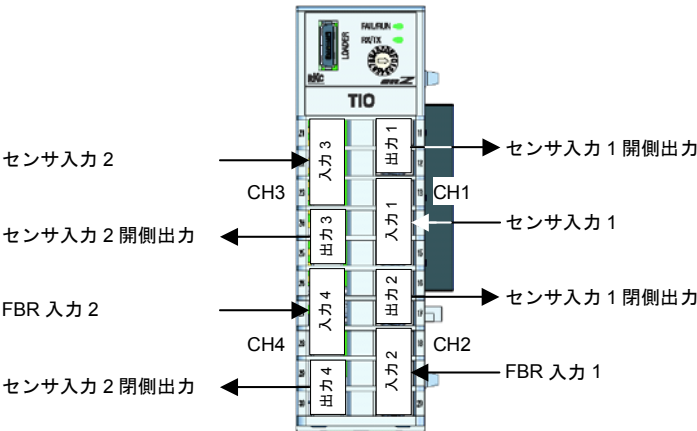 FAIL/RUN
RX/TX
LOADER
RKC
SRZ
TIO
センサ入力 2
CH3
センサ入力 2 開側出力
FBR 入力 2
CH4
センサ入力 2 閉側出力
入力 3
出力 3
入力 4
出力 4
出力 1
入力 1
出力 2
入力 2
センサ入力 1 開側出力
CH1
センサ入力 1
センサ入力 1 閉側出力
CH2
FBR 入力 1